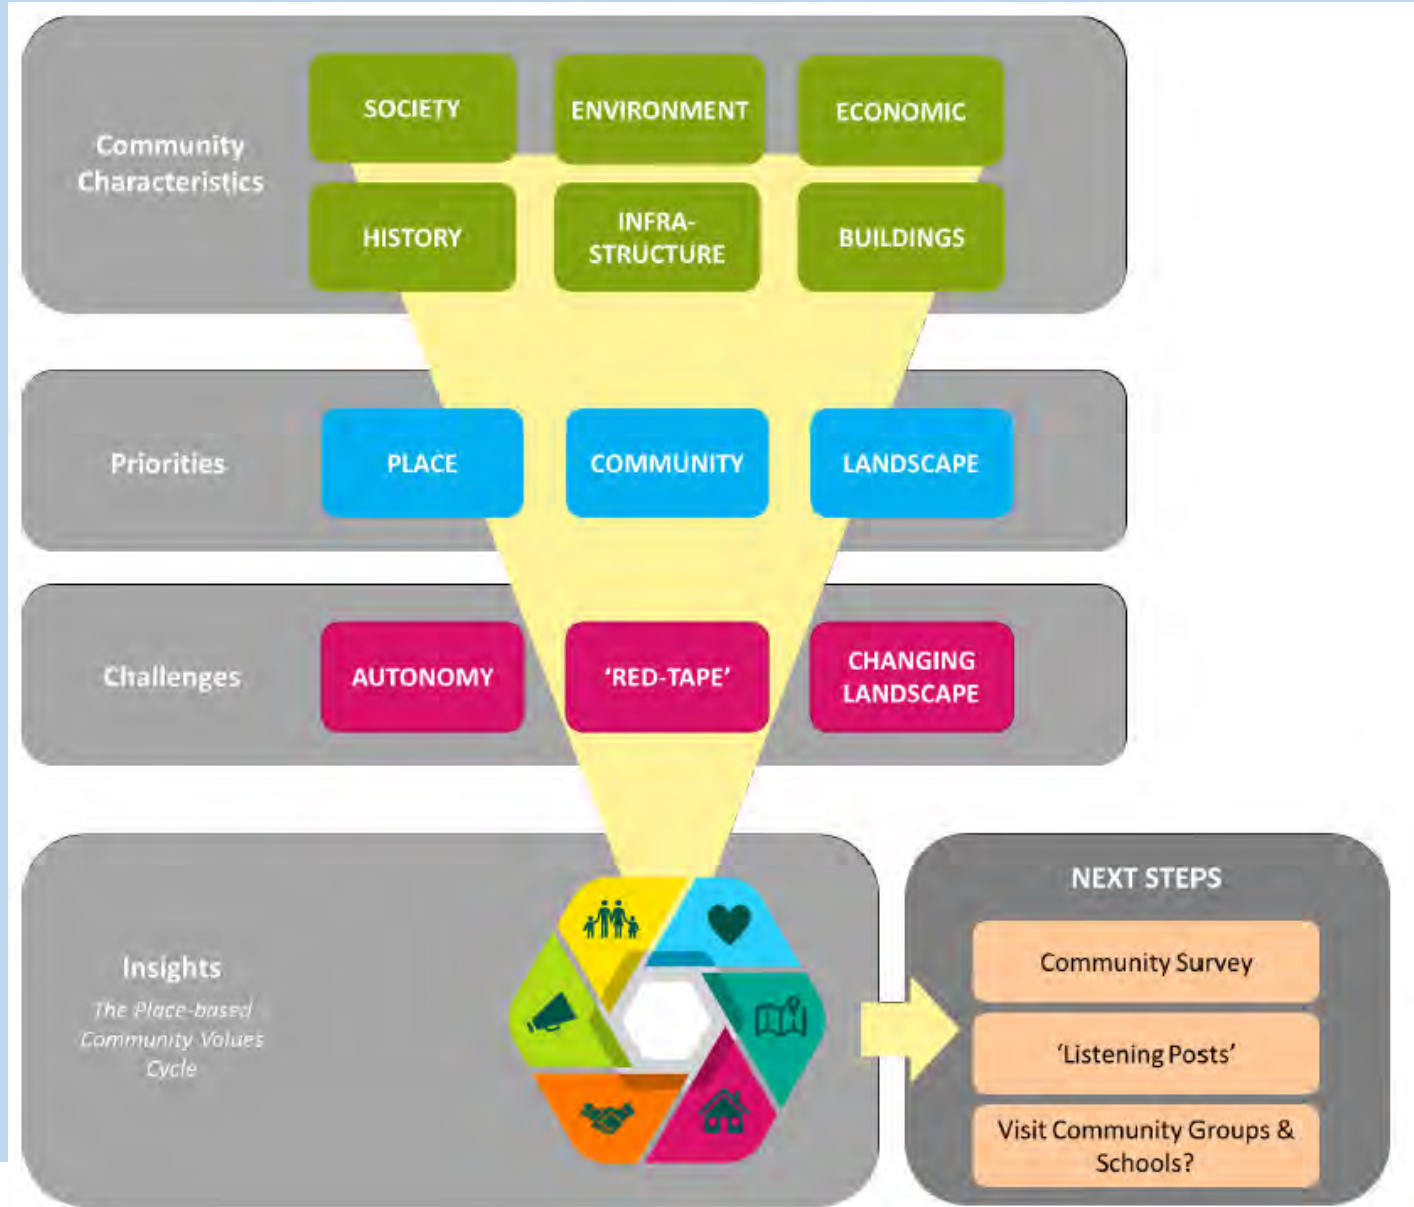 Community
Characteristics
SOCIETY
ENVIRONMENT
ECONOMIC
HISTORY
INFRA-
STRUCTURE
BUILDINGS
Priorities
PLACE
COMMUNITY
LANDSCAPE
Challenges
AUTONOMY
‘RED-TAPE’
CHANGING
LANDSCAPE
Insights
The Place-based
Community Values
Cycle
NEXT STEPS
Community Survey
‘Listening Posts’
Visit Community Groups &
Schools?